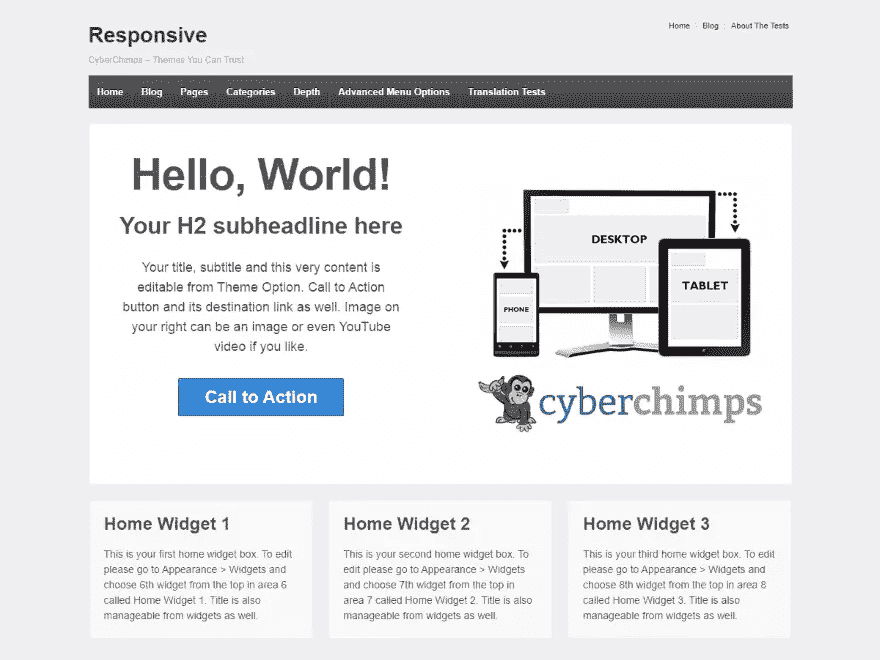 Home Blog About The Tests
Responsive
CyberChimps – Themes You Can Trust
Home Blog Pages Categories Depth Advanced Menu Options Translation Tests
Hello, World!
Your H2 subheadline here
Your title, subtitle and this very content is
editable from Theme Option. Call to Action
button and its destination link as well. Image on
your right can be an image or even YouTube
video if you like.
Call to Action
DESKTOP
TABLET
PHONE
cyberchimps
Home Widget 1
This is your first home widget box. To edit
please go to Appearance > Widgets and
choose 6th widget from the top in area 6
called Home Widget 1. Title is also
manageable from widgets as well.
Home Widget 2
This is your second home widget box. To
edit please go to Appearance > Widgets
and choose 7th widget from the top in
area 7 called Home Widget 2. Title is also
manageable from widgets as well.
Home Widget 3
This is your third home widget box. To edit
please go to Appearance > Widgets and
choose 8th widget from the top in area 8
called Home Widget 3. Title is also
manageable from widgets as well.